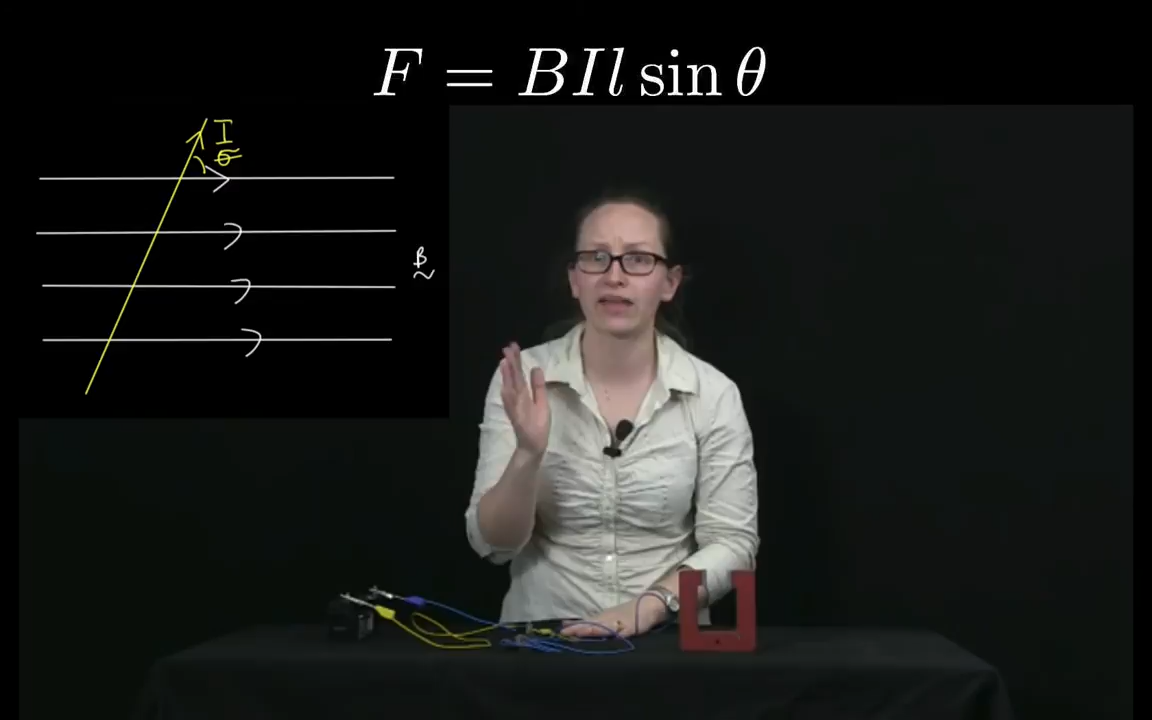 F = BIl sin θ
I
θ
B